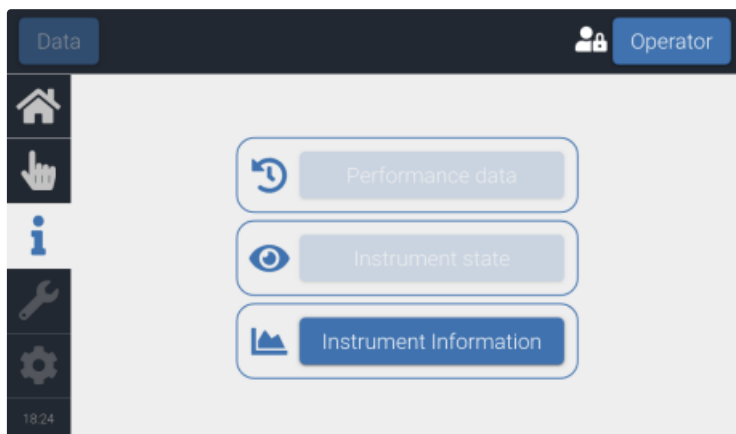 Data
Operator
Performance data
Instrument state
Instrument Information
18:24